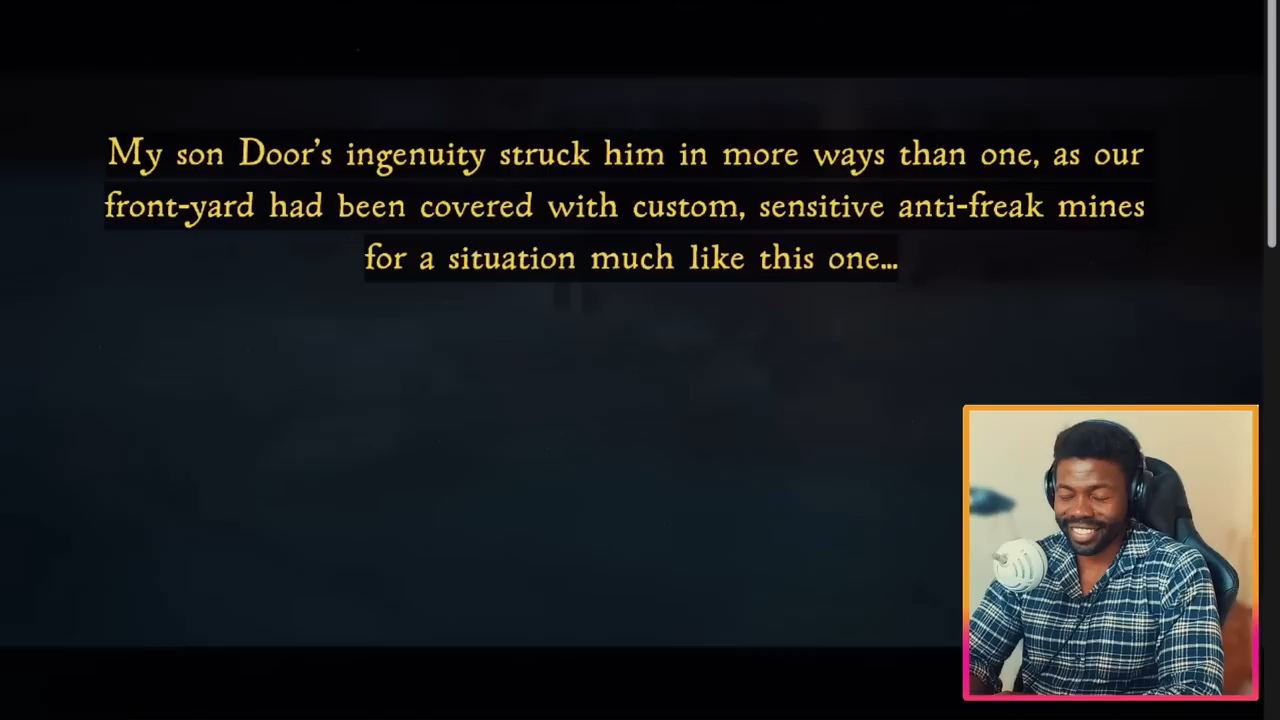 My son Door's ingenuity struck him in more ways than one, as our
front-yard had been covered with custom, sensitive anti-freak mines
for a situation much like this one...